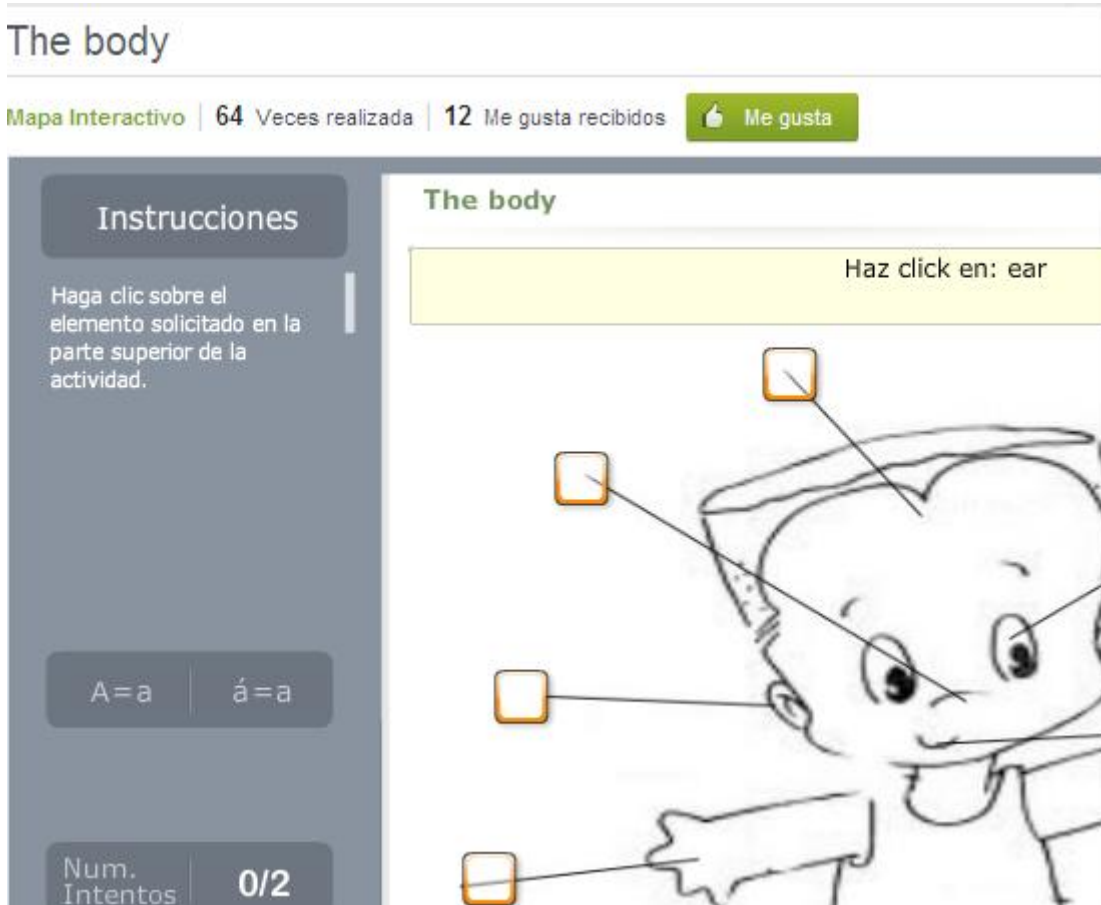 The body
Mapa Interactivo 64 Veces realizada 12 Me gusta recibidos Me gusta
Instrucciones
Haga clic sobre el
elemento solicitado en la
parte superior de la
actividad.
A=a á=a
Num.
Intentos 0/2
The body
Haz click en: ear